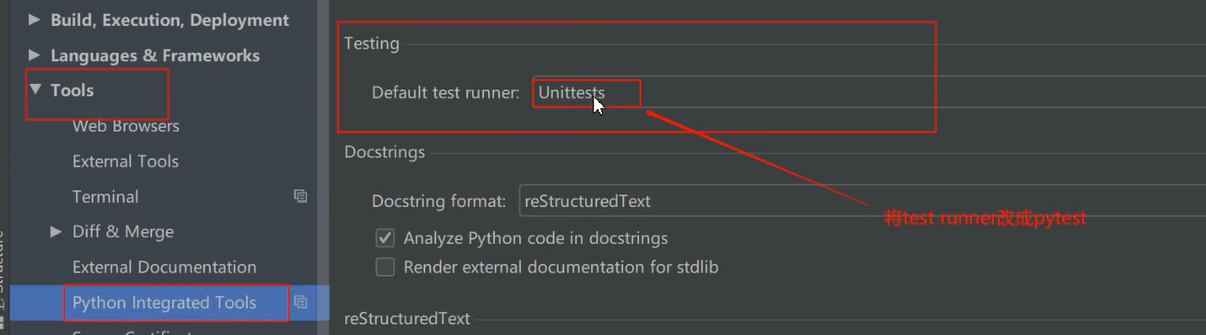 Build, Execution, Deployment
Languages & Frameworks
Tools
Web Browsers
External Tools
Terminal
Diff & Merge
External Documentation
Python Integrated Tools
Testing
Default test runner: Unittests
Docstrings
Docstring format: reStructuredText
Analyze Python code in docstrings
Render external documentation for stdlib
reStructuredText
将test runner改成pytest
Structure